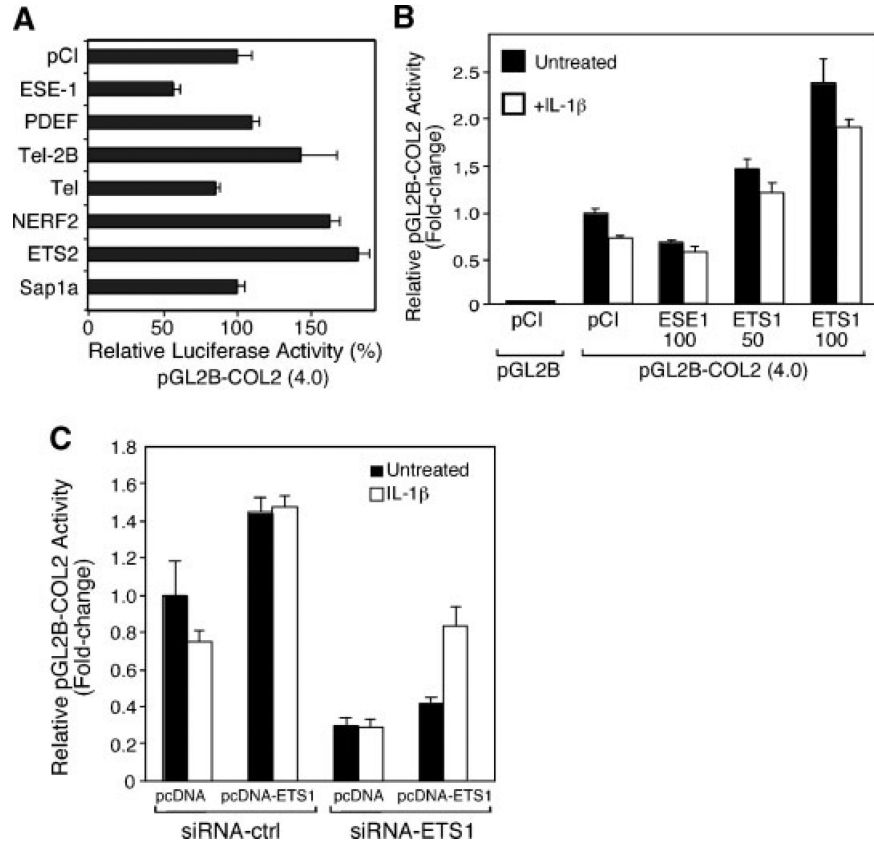 A
pCI
ESE-1
PDEF
Tel-2B
Tel
NERF2
ETS2
Sap1a
0 50 100 150
Relative Luciferase Activity (%)
pGL2B-COL2 (4.0)
B
Relative pGL2B-COL2 Activity
(Fold-change)
2.5
2.0
1.5
1.0
0.5
0
Untreated
+IL-1β
pCI pCI ESE1 ETS1 ETS1
100 50 100
pGL2B pGL2B-COL2 (4.0)
C
Relative pGL2B-COL2 Activity
(Fold-change)
1.8
1.6
1.4
1.2
1.0
0.8
0.6
0.4
0.2
0
Untreated
IL-1β
pcDNA pcDNA-ETS1 pcDNA pcDNA-ETS1
siRNA-ctrl siRNA-ETS1